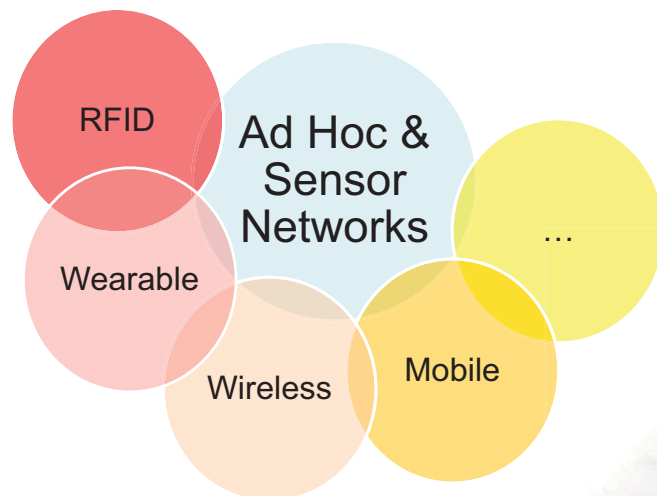 RFID
Ad Hoc &
Sensor
Networks
...
Wearable
Wireless
Mobile